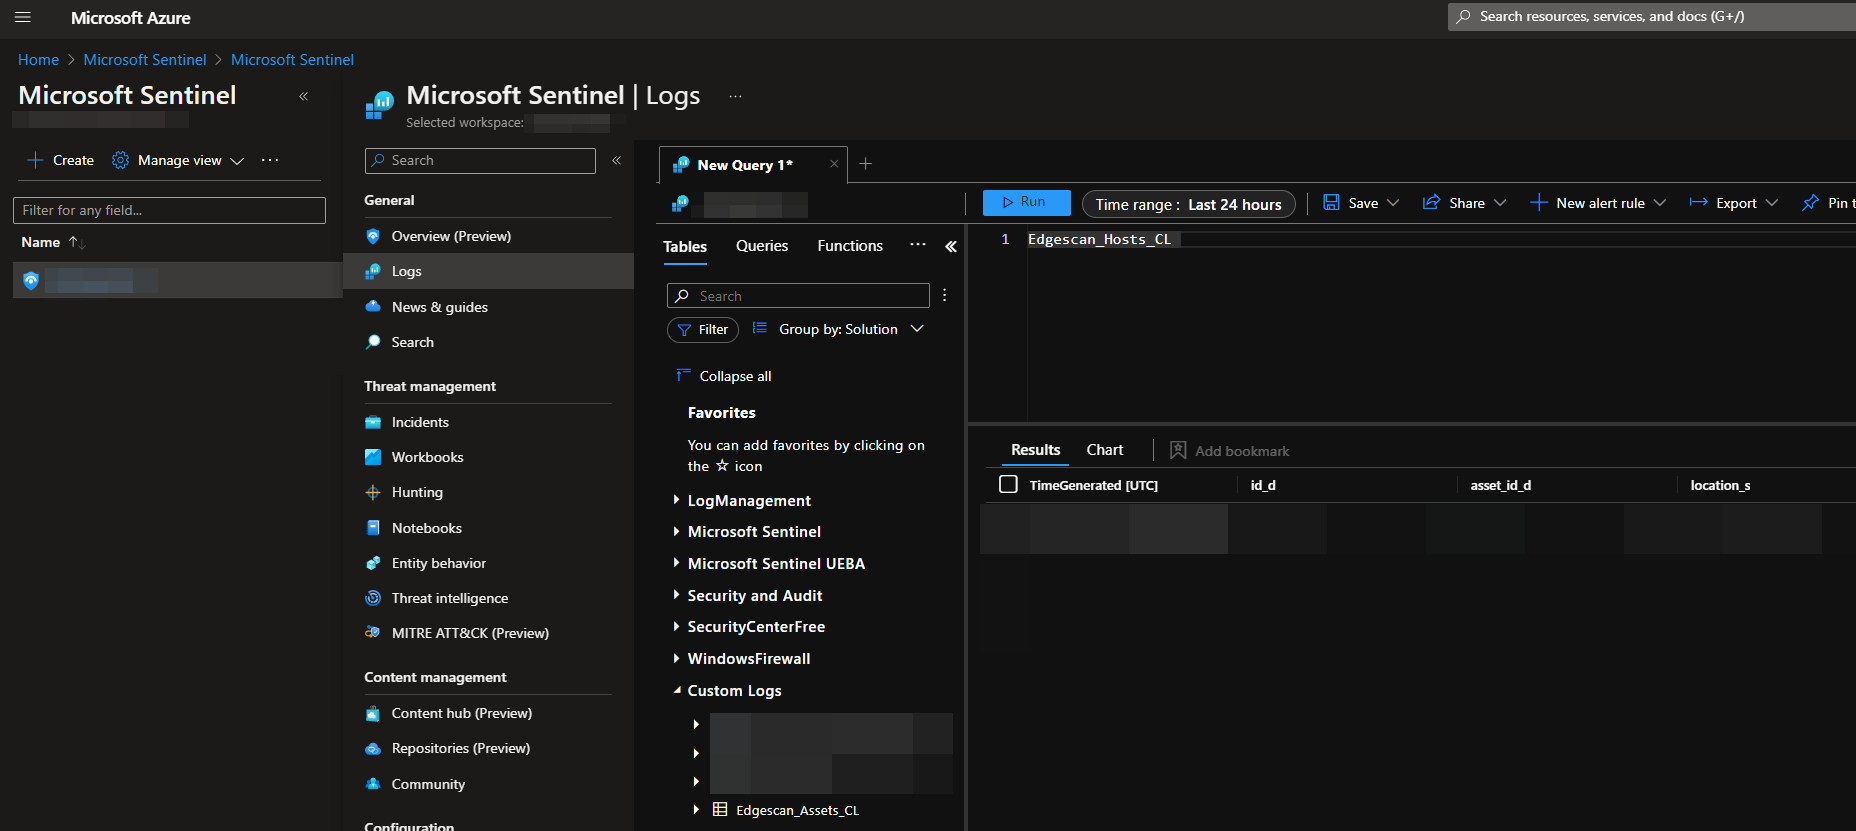 Microsoft Azure
Search resources, services, and docs (G+/)
Home > Microsoft Sentinel > Microsoft Sentinel
Microsoft Sentinel
Create
Manage view
Filter for any field...
Name
Microsoft Sentinel | Logs
Selected workspace:
Search
General
Overview (Preview)
Logs
News & guides
Search
Threat management
Incidents
Workbooks
Hunting
Notebooks
Entity behavior
Threat intelligence
MITRE ATT&CK (Preview)
Content management
Content hub (Preview)
Repositories (Preview)
Community
Configuration
New Query 1*
Run
Time range : Last 24 hours
Save
Share
New alert rule
Export
Pin t
Tables
Queries
Functions
Search
Filter
Group by: Solution
Collapse all
Favorites
You can add favorites by clicking on
the ☆ icon
LogManagement
Microsoft Sentinel
Microsoft Sentinel UEBA
Security and Audit
SecurityCenterFree
WindowsFirewall
Custom Logs
Edgescan_Assets_CL
1 Edgescan_Hosts_CL
Results
Chart
Add bookmark
TimeGenerated [UTC]
id_d
asset_id_d
location_s